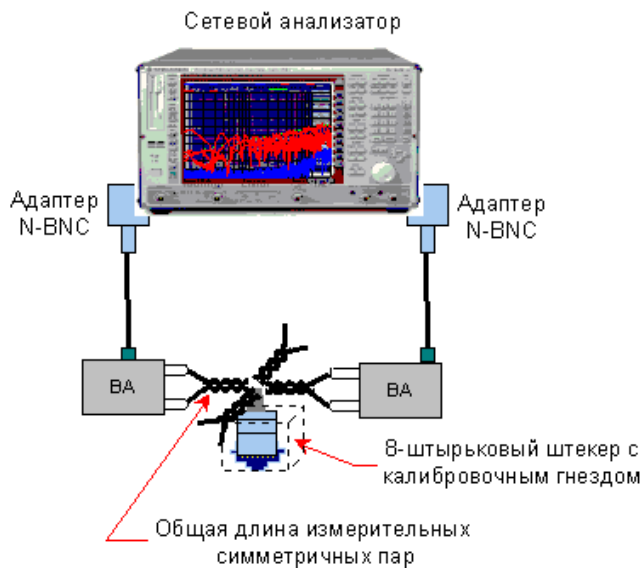 Сетевой анализатор
Адаптер
N-BNC
Адаптер
N-BNC
BA
BA
8-штырьковый штекер с
калибровочным гнездом
Общая длина измерительных
симметричных пар